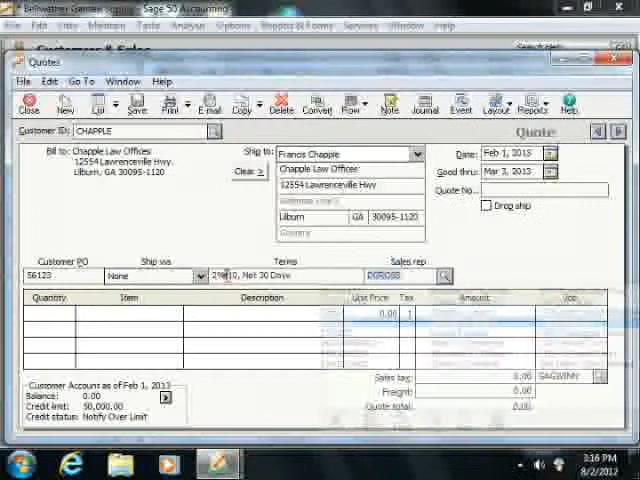 Bellwether Garden Supply - Sage 50 Accounting
File Edit Lists Maintain Tasks Analysis Options Reports & Forms Services Window Help
Customers & Sales
Quotes
File Edit Go To Window Help
Close New List Save Print E-mail Copy Delete Convert Row Note Journal Event Layout Reports Help
Customer ID: CHAPPLE
Quote
Bill to: Chapple Law Offices
12554 Lawrenceville Hwy.
Lilburn, GA 30095-1120
Ship to: Francis Chapple
Clear >
Chapple Law Offices
12554 Lawrenceville Hwy
Lilburn GA 30095-1120
Country
Date: Feb 1, 2013
Good thru: Mar 3, 2013
Quote No.
Drop ship
Customer PO Ship via Terms Sales rep
56123 None 2% 10, Net 30 Days DGROSS
Quantity Item Description Unit Price Tax Amount Job
0.00 1
Sales tax: 0.00
Freight: 0.00
Quote total: 0.00
Customer Account as of Feb 1, 2013
Balance: 0.00
Credit limit: 50,000.00
Credit status: Notify Over Limit
3:16 PM
8/2/2012